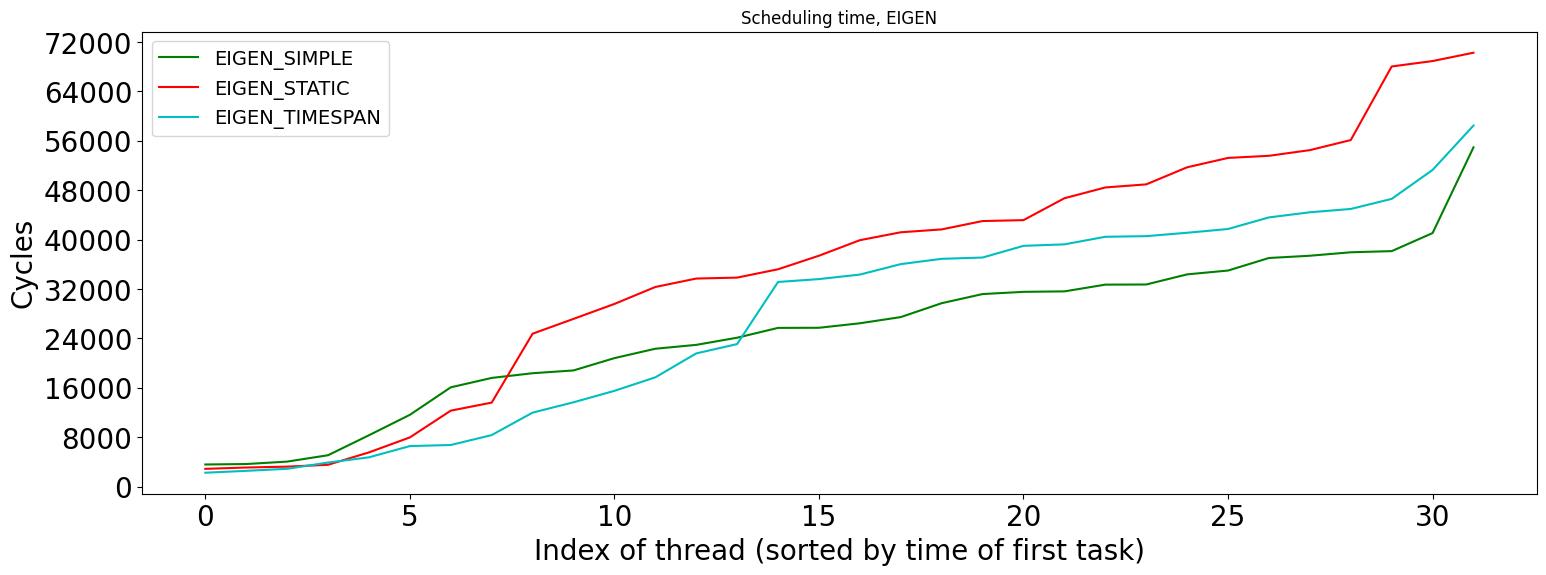 Scheduling time, EIGEN
72000
64000
56000
48000
40000
32000
24000
16000
8000
0
Cycles
EIGEN_SIMPLE
EIGEN_STATIC
EIGEN_TIMESPAN
0 5 10 15 20 25 30
Index of thread (sorted by time of first task)